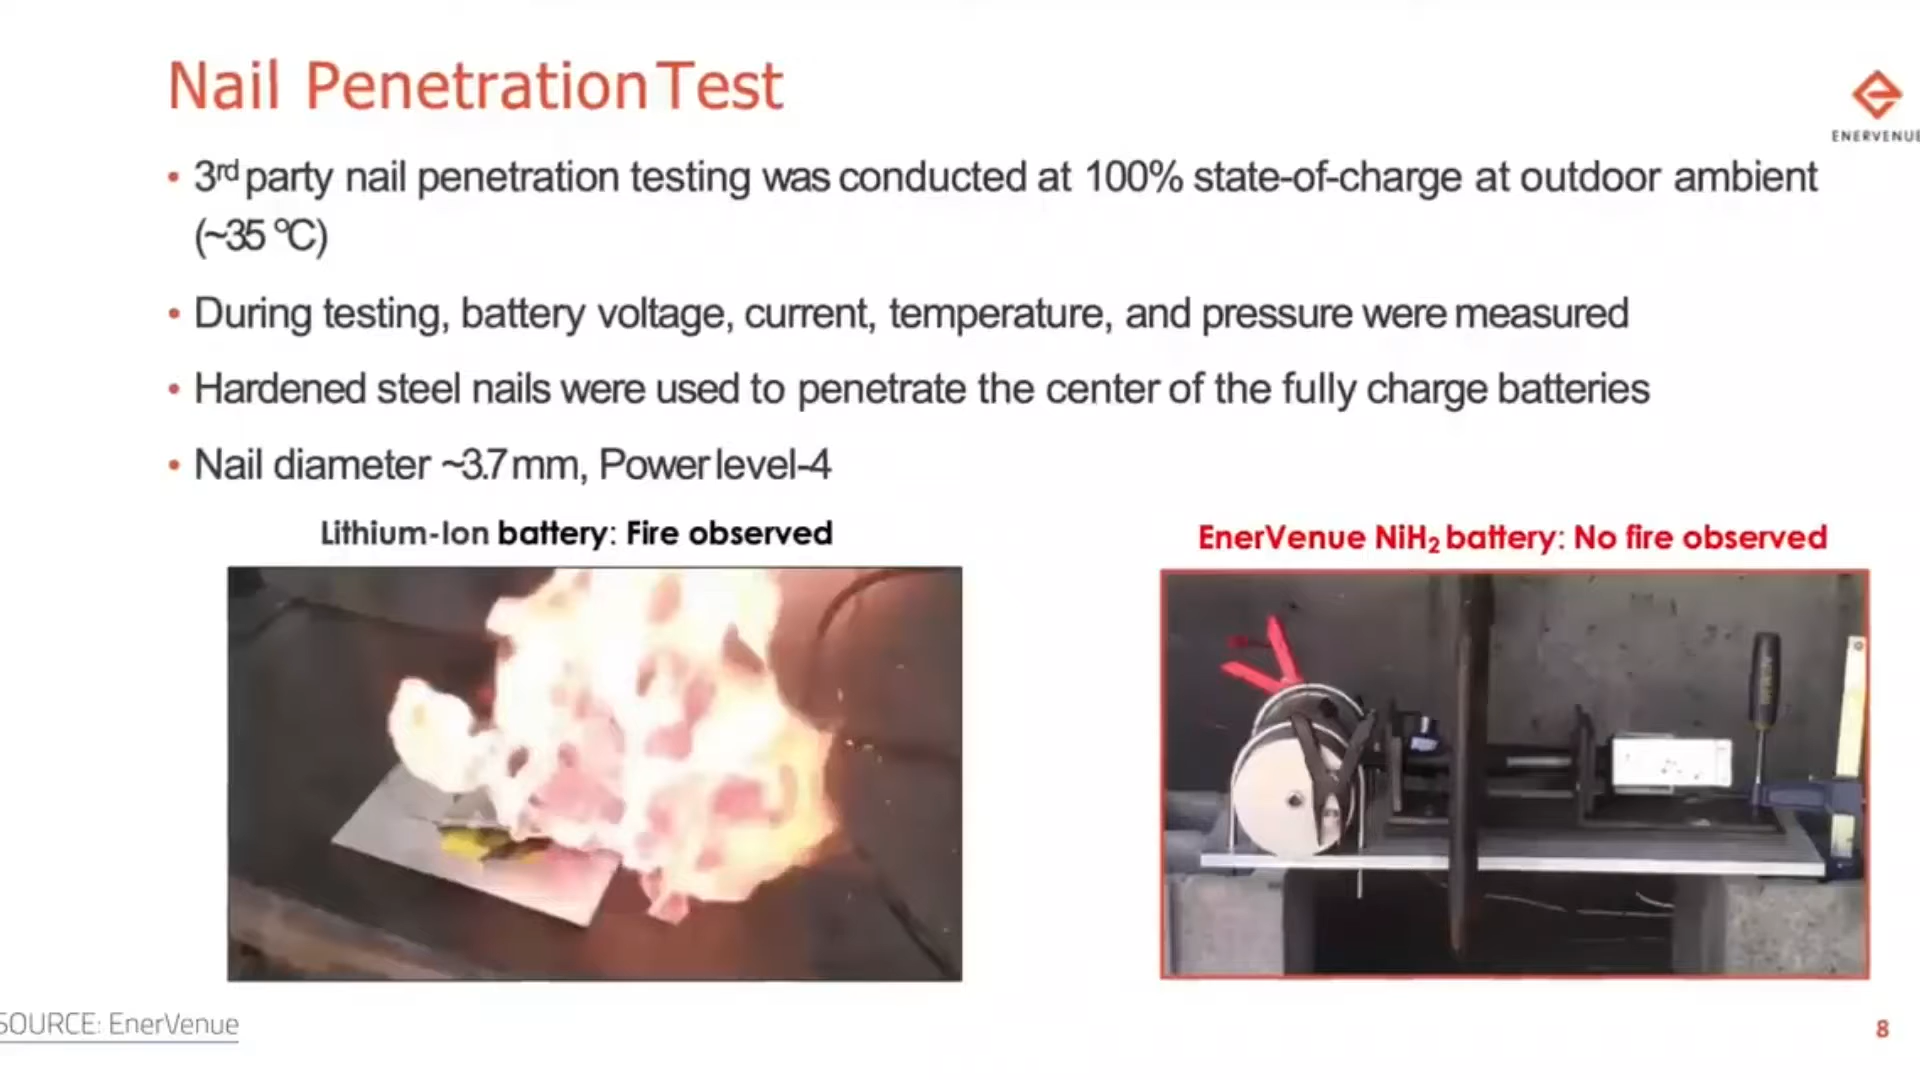 Nail Penetration Test
ENERVENUE
• 3rd party nail penetration testing was conducted at 100% state-of-charge at outdoor ambient
(~35 ℃)
• During testing, battery voltage, current, temperature, and pressure were measured
• Hardened steel nails were used to penetrate the center of the fully charge batteries
• Nail diameter ~3.7mm, Power level-4
Lithium-Ion battery: Fire observed
EnerVenue NiH₂ battery: No fire observed
SOURCE: EnerVenue
8